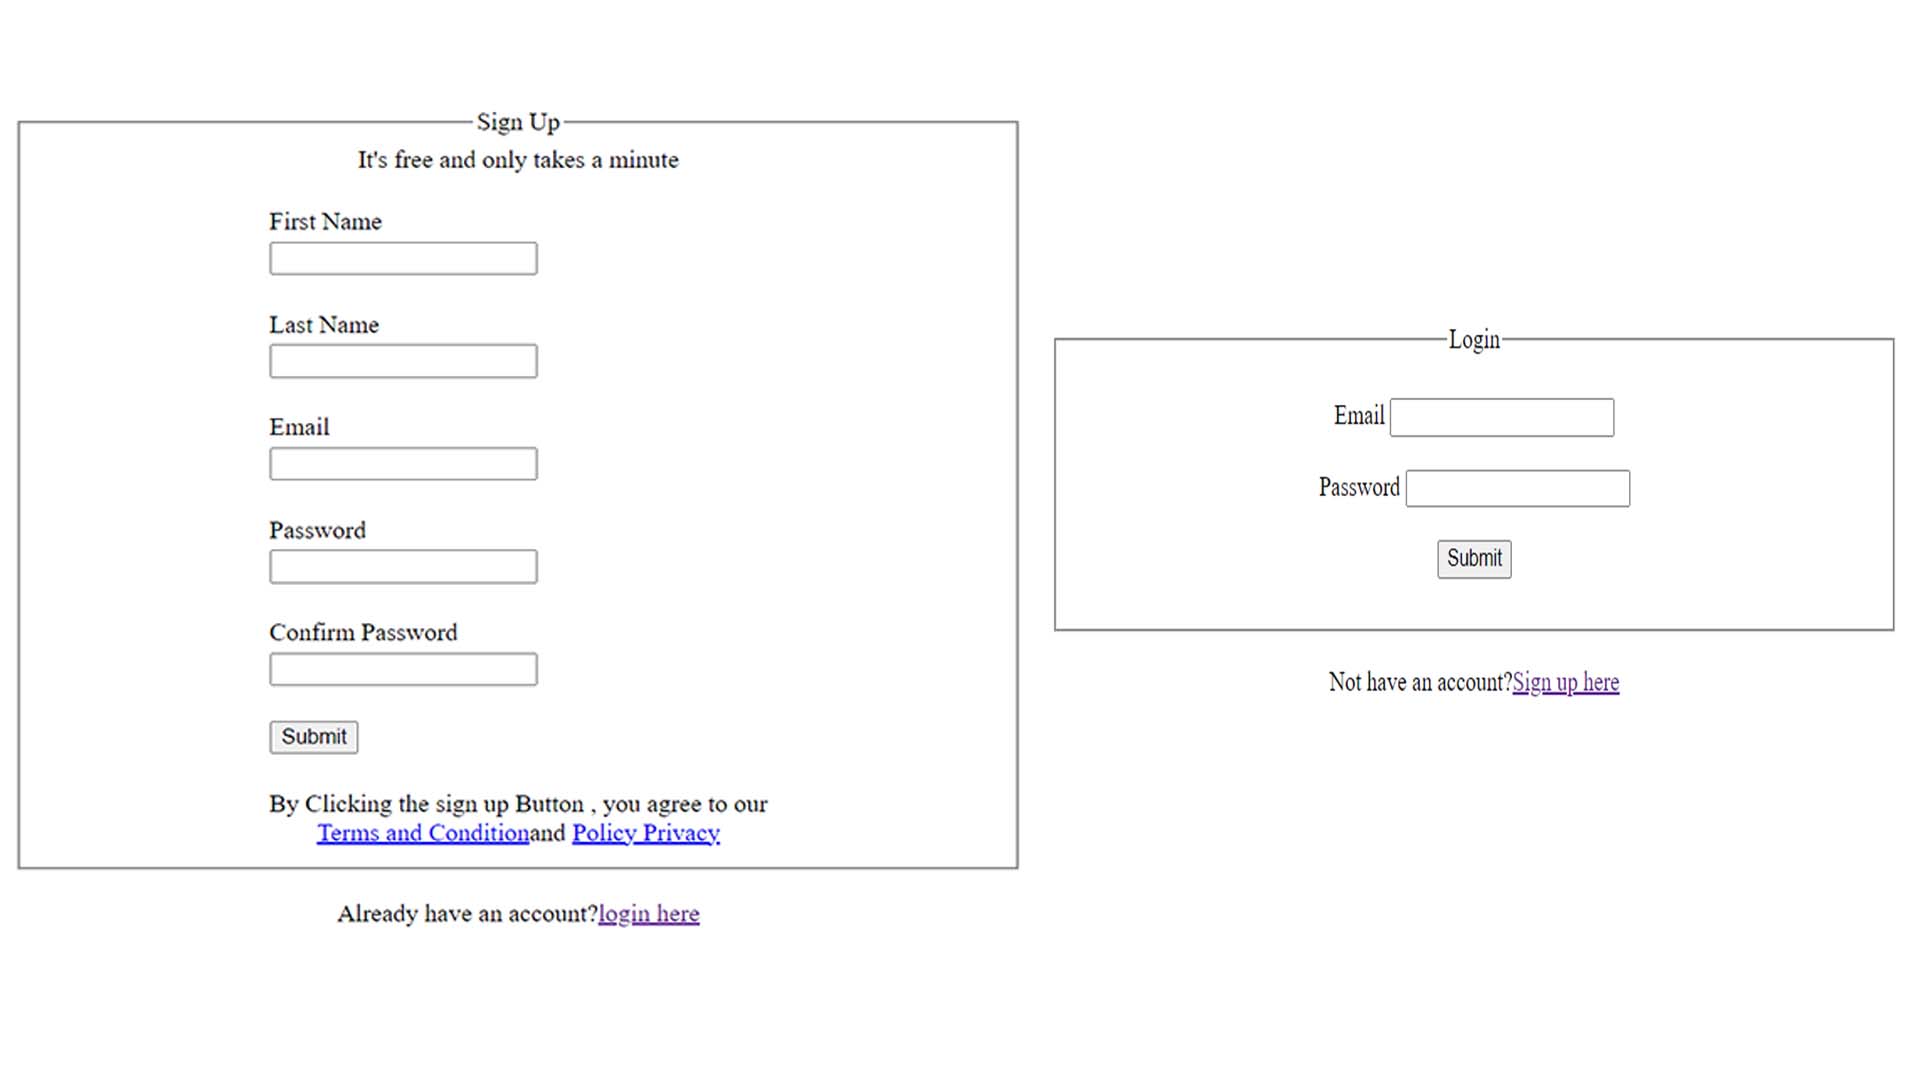 Sign Up
It's free and only takes a minute
First Name
Last Name
Email
Password
Confirm Password
Submit
By Clicking the sign up Button , you agree to our
Terms and Conditionand Policy Privacy
Already have an account?login here
Login
Email
Password
Submit
Not have an account?Sign up here